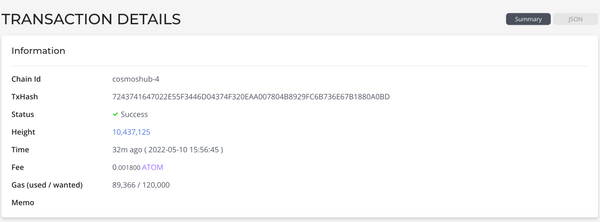 TRANSACTION DETAILS
Summary
JSON
Information
Chain Id cosmoshub-4
TxHash 7243741647022E55F3446D04374F320EAA007804B8929FC6B736E67B1880A0BD
Status Success
Height 10,437,125
Time 32m ago ( 2022-05-10 15:56:45 )
Fee 0.001800 ATOM
Gas (used / wanted) 89,366 / 120,000
Memo